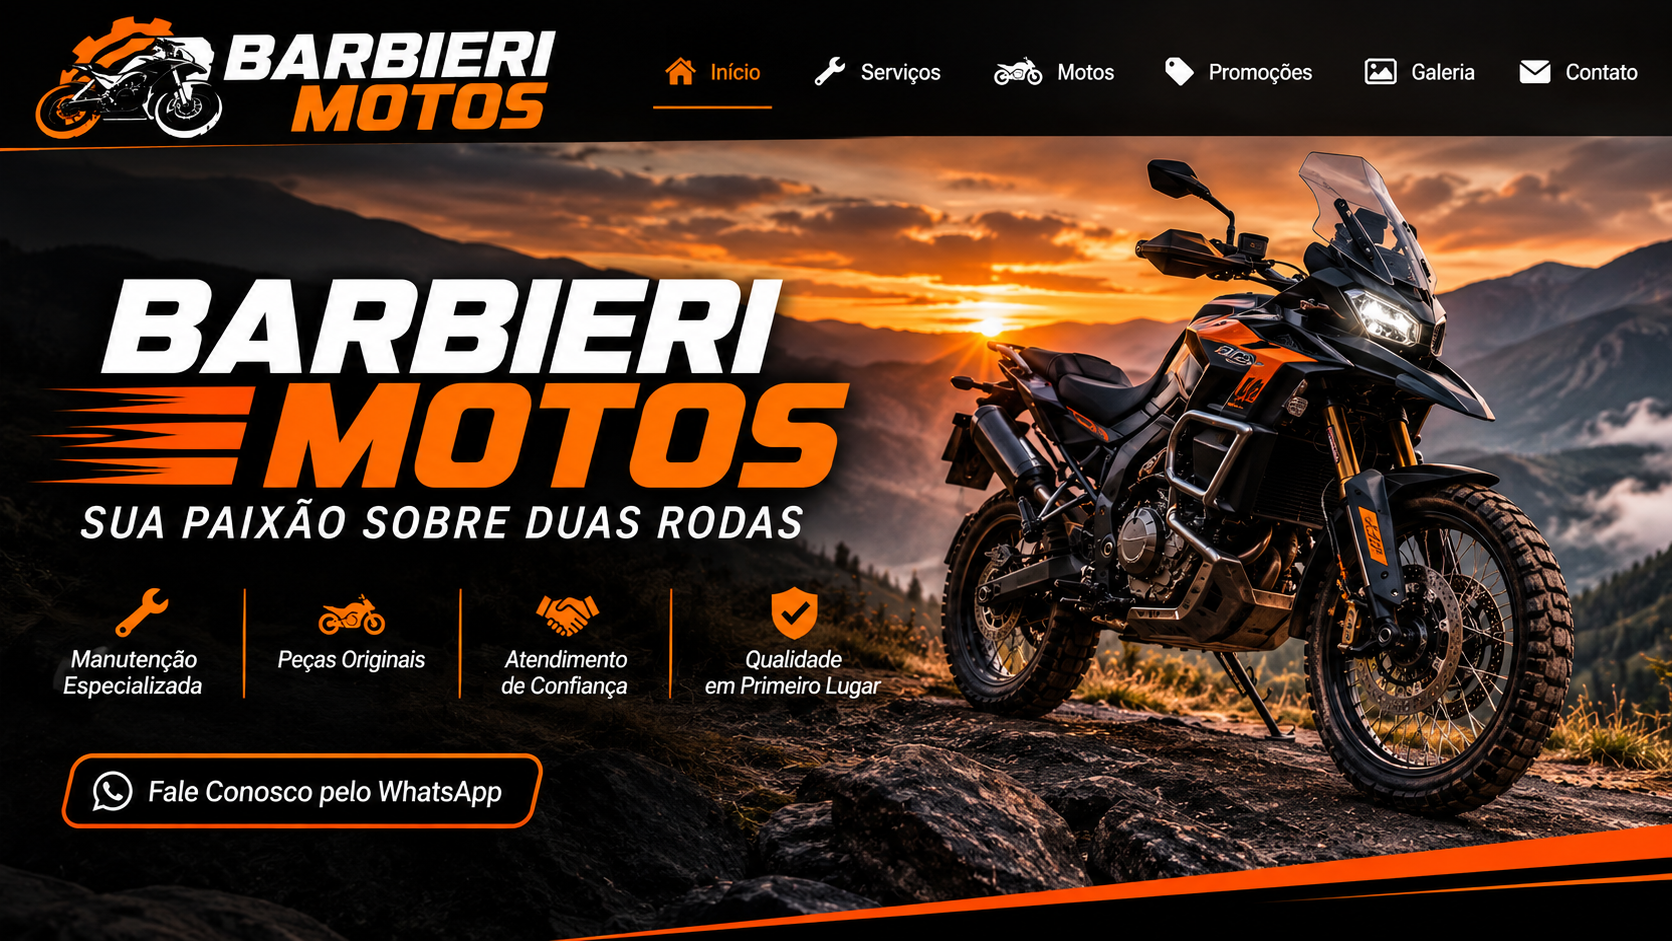 BARBIERI
MOTOS
Início
Serviços
Motos
Promoções
Galeria
Contato
BARBIERI
MOTOS
SUA PAIXÃO SOBRE DUAS RODAS
Manutenção
Especializada
Peças Originais
Atendimento
de Confiança
Qualidade
em Primeiro Lugar
Fale Conosco pelo WhatsApp